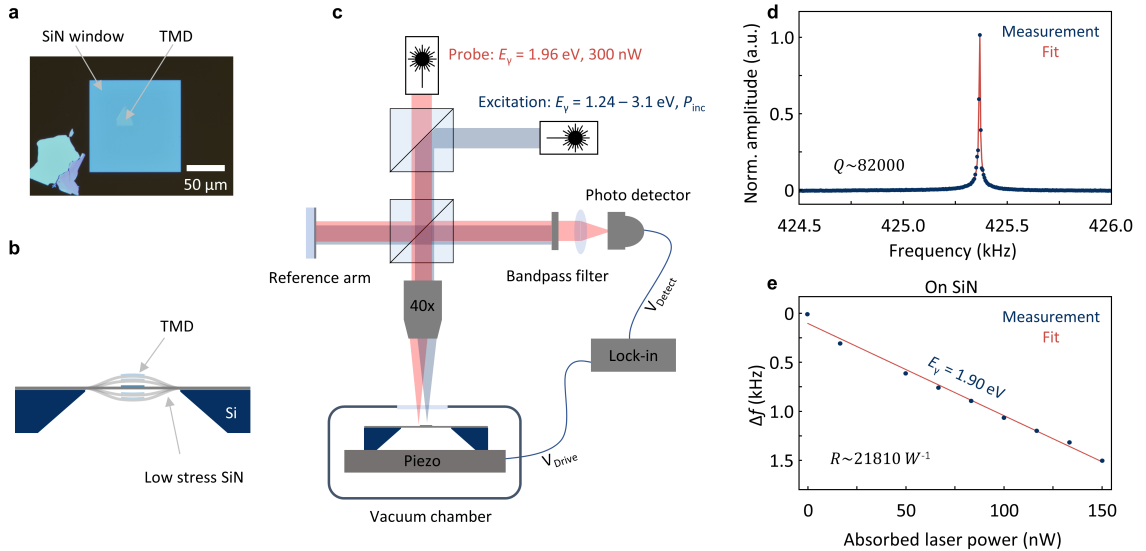 a
SiN window
TMD
50 μm
b
TMD
Si
Low stress SiN
c
Probe: Eγ = 1.96 eV, 300 nW
Excitation: Eγ = 1.24 – 3.1 eV, Pinc
Photo detector
Reference arm
Bandpass filter
40x
VDetect
Lock-in
Piezo
VDrive
Vacuum chamber
d
Norm. amplitude (a.u.)
1.0
0.5
0
Measurement
Fit
Q~82000
424.5
425.0
425.5
426.0
Frequency (kHz)
e
On SiN
Δf (kHz)
0
0.5
1.0
1.5
Measurement
Fit
Eγ = 1.90 eV
R~21810 W⁻¹
0
50
100
150
Absorbed laser power (nW)